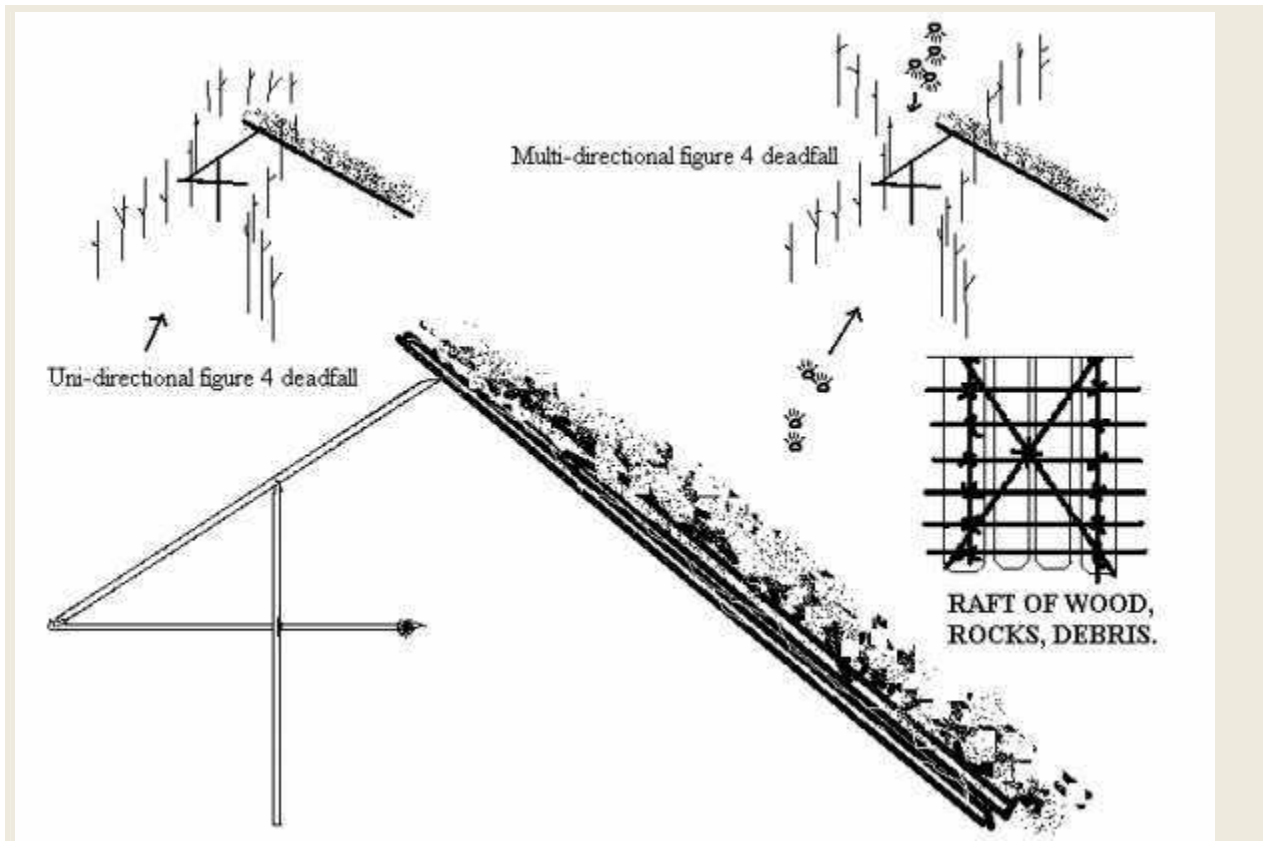 Multi-directional figure 4 deadfall
Uni-directional figure 4 deadfall
RAFT OF WOOD,
ROCKS, DEBRIS.